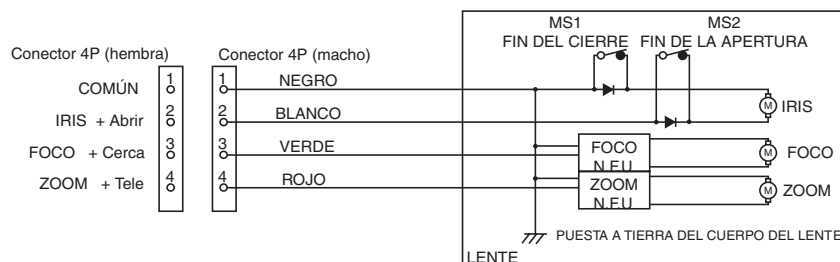 MS1
FIN DEL CIERRE
MS2
FIN DE LA APERTURA
Conector 4P (hembra)
Conector 4P (macho)
COMÚN
1
1
NEGRO
IRIS + Abrir
2
2
BLANCO
M
IRIS
FOCO + Cerca
3
3
VERDE
FOCO
N.F.U
M
FOCO
ZOOM + Tele
4
4
ROJO
ZOOM
N.F.U
M
ZOOM
PUESTA A TIERRA DEL CUERPO DEL LENTE
LENTE